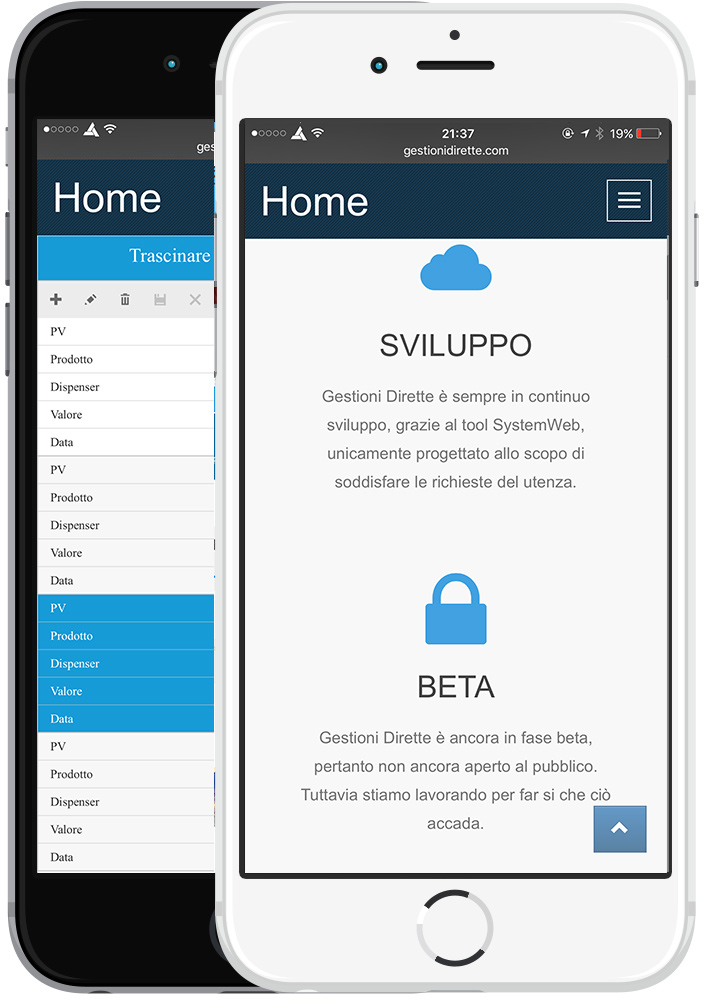 ges
Home
Trascinare
PV
Prodotto
Dispenser
Valore
Data
PV
Prodotto
Dispenser
Valore
Data
PV
Prodotto
Dispenser
Valore
Data
PV
Prodotto
Dispenser
Valore
Data
21:37
19%
gestionidirette.com
Home
SVILUPPO
Gestioni Dirette è sempre in continuo
sviluppo, grazie al tool SystemWeb,
unicamente progettato allo scopo di
soddisfare le richieste del utenza.
BETA
Gestioni Dirette è ancora in fase beta,
pertanto non ancora aperto al pubblico.
Tuttavia stiamo lavorando per far si che ciò
accada.